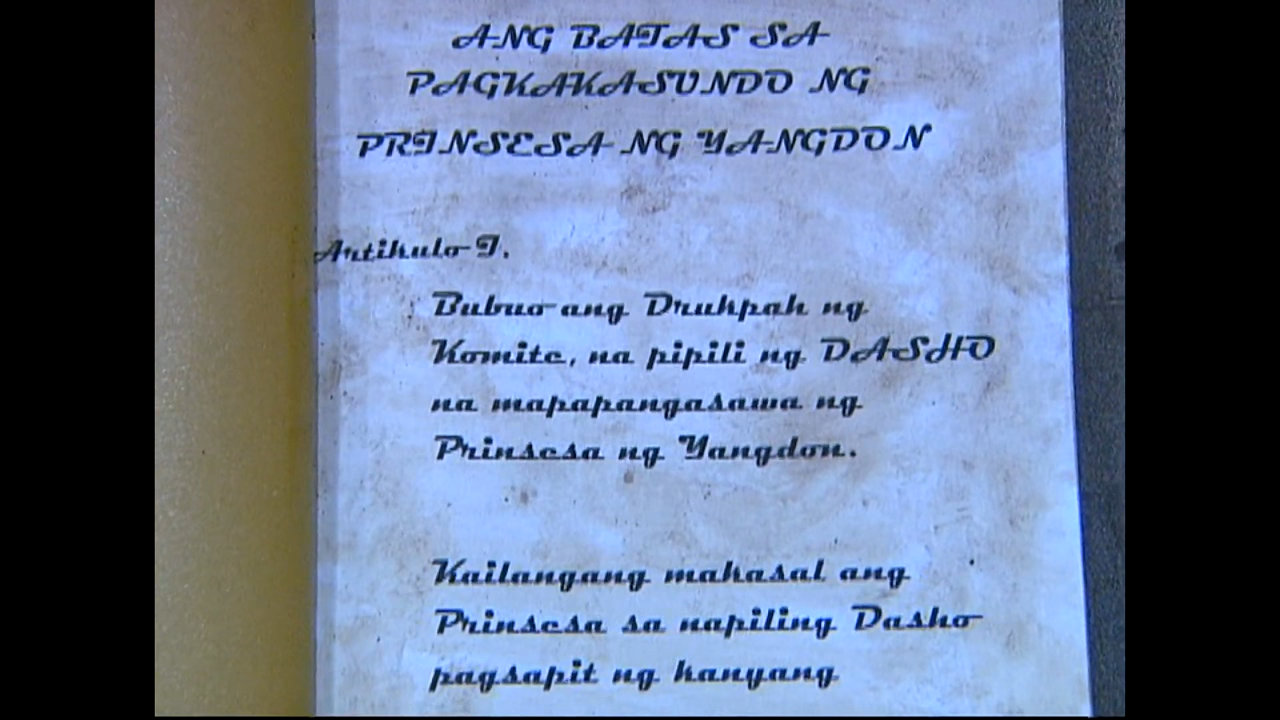 ANG BATAS SA
PAGKAKASUNDO NG
PRINSESA NG YANGDON
Artikulo I.
Bubuo ang Drukpah ng
Komite, na pipili ng DASHO
na mapapangasawa ng
Prinsesa ng Yangdon.
Kailangang makasal ang
Prinsesa sa napiling Dasho
pagsapit ng kanyang